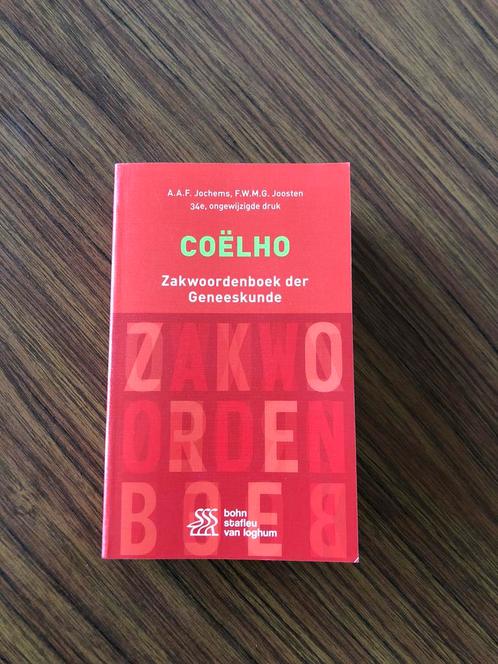 A.A.F. Jochems, F.W.M.G. Joosten
34e, ongewijzigde druk
COËLHO
Zakwoordenboek der
Geneeskunde
ZAKWO
ORDEN
BOEB
bohn
stafleu
van loghum